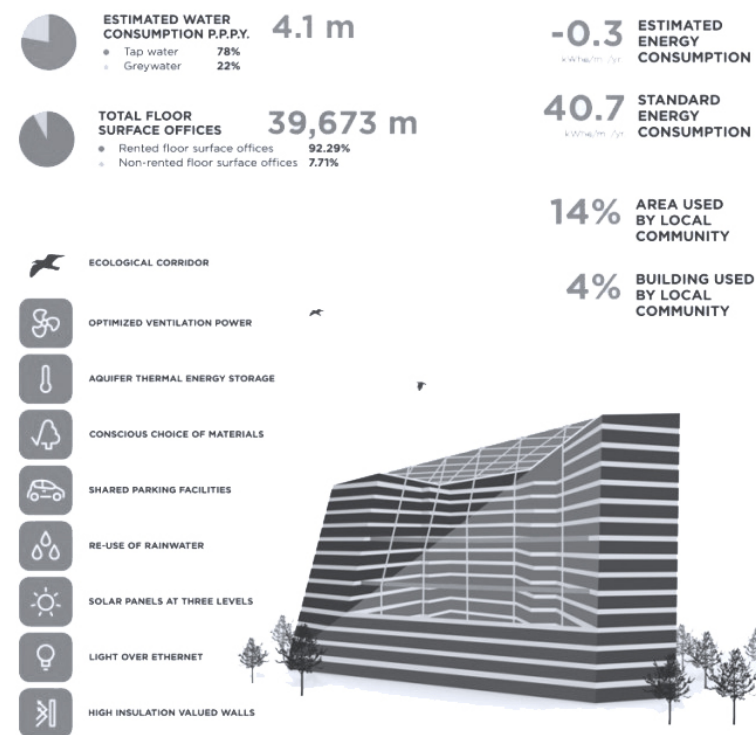 ESTIMATED WATER
CONSUMPTION P.P.P.Y.
4.1 m
Tap water 78%
Greywater 22%
TOTAL FLOOR
SURFACE OFFICES
39,673 m
Rented floor surface offices 92.29%
Non-rented floor surface offices 7.71%
-0.3
kWhe/m /yr
ESTIMATED
ENERGY
CONSUMPTION
40.7
kWhe/m /yr
STANDARD
ENERGY
CONSUMPTION
14%
AREA USED
BY LOCAL
COMMUNITY
4%
BUILDING USED
BY LOCAL
COMMUNITY
ECOLOGICAL CORRIDOR
OPTIMIZED VENTILATION POWER
AQUIFER THERMAL ENERGY STORAGE
CONSCIOUS CHOICE OF MATERIALS
SHARED PARKING FACILITIES
RE-USE OF RAINWATER
SOLAR PANELS AT THREE LEVELS
LIGHT OVER ETHERNET
HIGH INSULATION VALUED WALLS